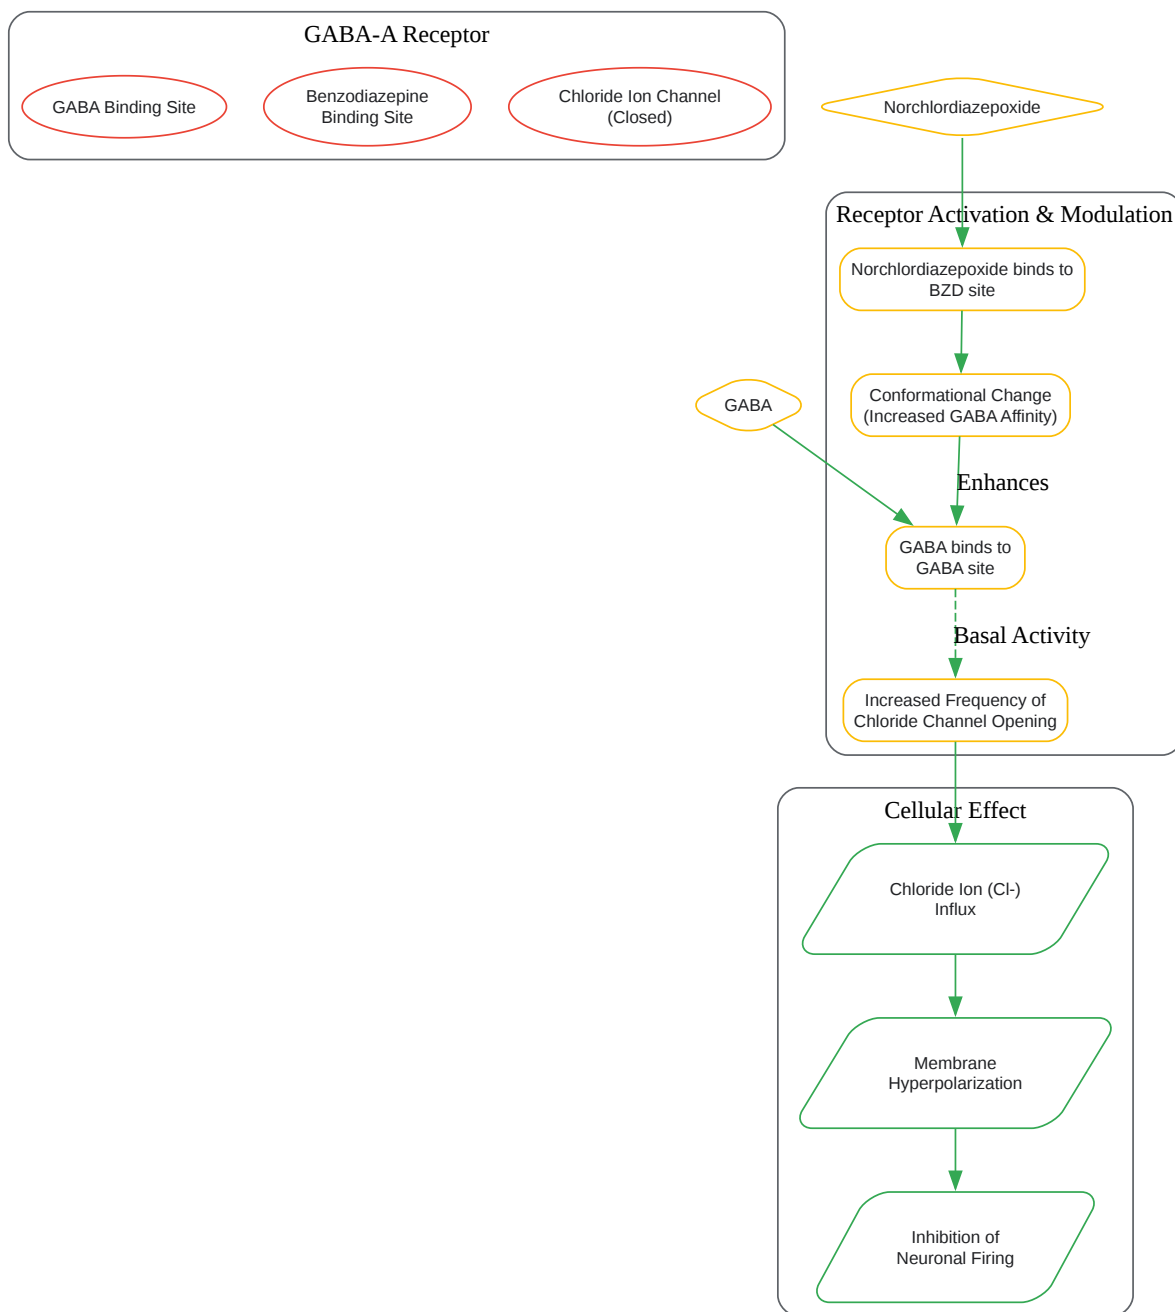 GABA-A Receptor
GABA Binding Site
Benzodiazepine
Binding Site
Chloride Ion Channel
(Closed)
Norchlordiazepoxide
Receptor Activation & Modulation
Norchlordiazepoxide binds to
BZD site
Conformational Change
(Increased GABA Affinity)
GABA
Enhances
GABA binds to
GABA site
Basal Activity
Increased Frequency of
Chloride Channel Opening
Cellular Effect
Chloride Ion (Cl-)
Influx
Membrane
Hyperpolarization
Inhibition of
Neuronal Firing